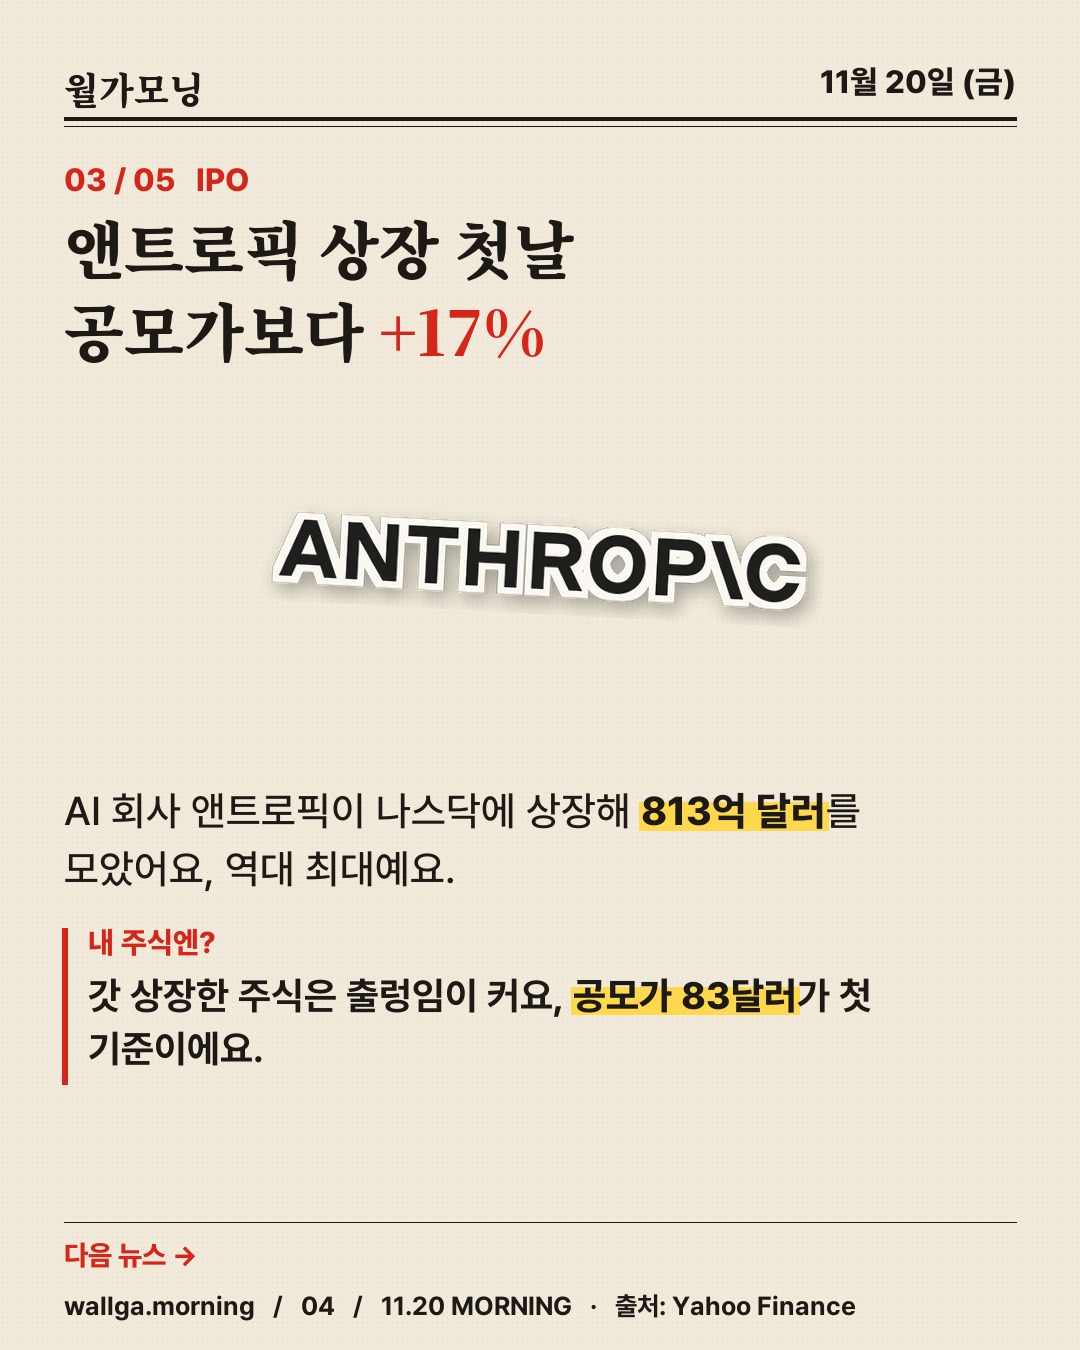 월가모닝
11월 20일 (금)
03 / 05 IPO
앤트로픽 상장 첫날
공모가보다 +17%
ANTHROP\C
AI 회사 앤트로픽이 나스닥에 상장해 813억 달러를
모았어요, 역대 최대예요.
내 주식엔?
갓 상장한 주식은 출렁임이 커요, 공모가 83달러가 첫
기준이에요.
다음 뉴스 →
wallga.morning / 04 / 11.20 MORNING · 출처: Yahoo Finance